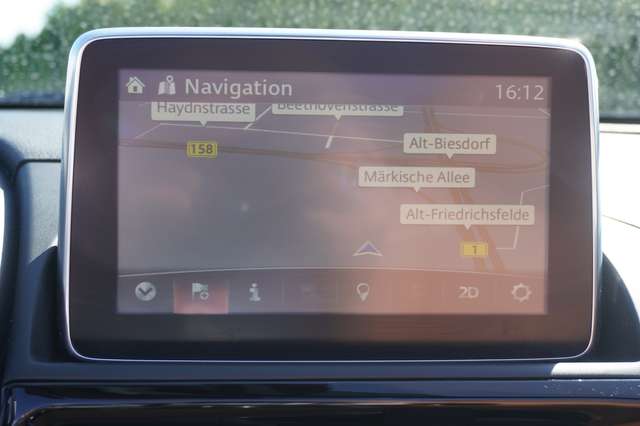 Navigation
16:12
Haydnstrasse
Beethovenstrasse
158
Alt-Biesdorf
Märkische Allee
Alt-Friedrichsfelde
1
2D